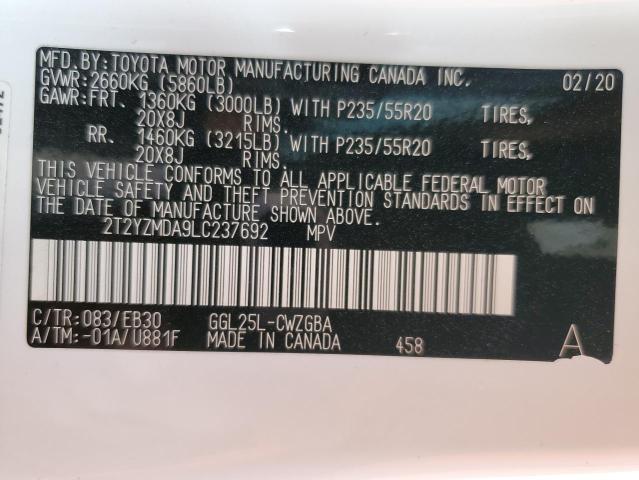 MFD.BY:TOYOTA MOTOR MANUFACTURING CANADA INC. 02/20
GVWR:2660KG (5860LB)
GAWR:FRT. 1360KG (3000LB) WITH P235/55R20 TIRES,
20X8J RIMS.
RR. 1460KG (3215LB) WITH P235/55R20 TIRES,
20X8J RIMS.
THIS VEHICLE CONFORMS TO ALL APPLICABLE FEDERAL MOTOR
VEHICLE SAFETY AND THEFT PREVENTION STANDARDS IN EFFECT ON
THE DATE OF MANUFACTURE SHOWN ABOVE.
2T2YZMDA9LC237692 MPV
C/TR:083/EB30 GGL25L-CWZGBA
A/TM:-01A/U881F MADE IN CANADA 458 A